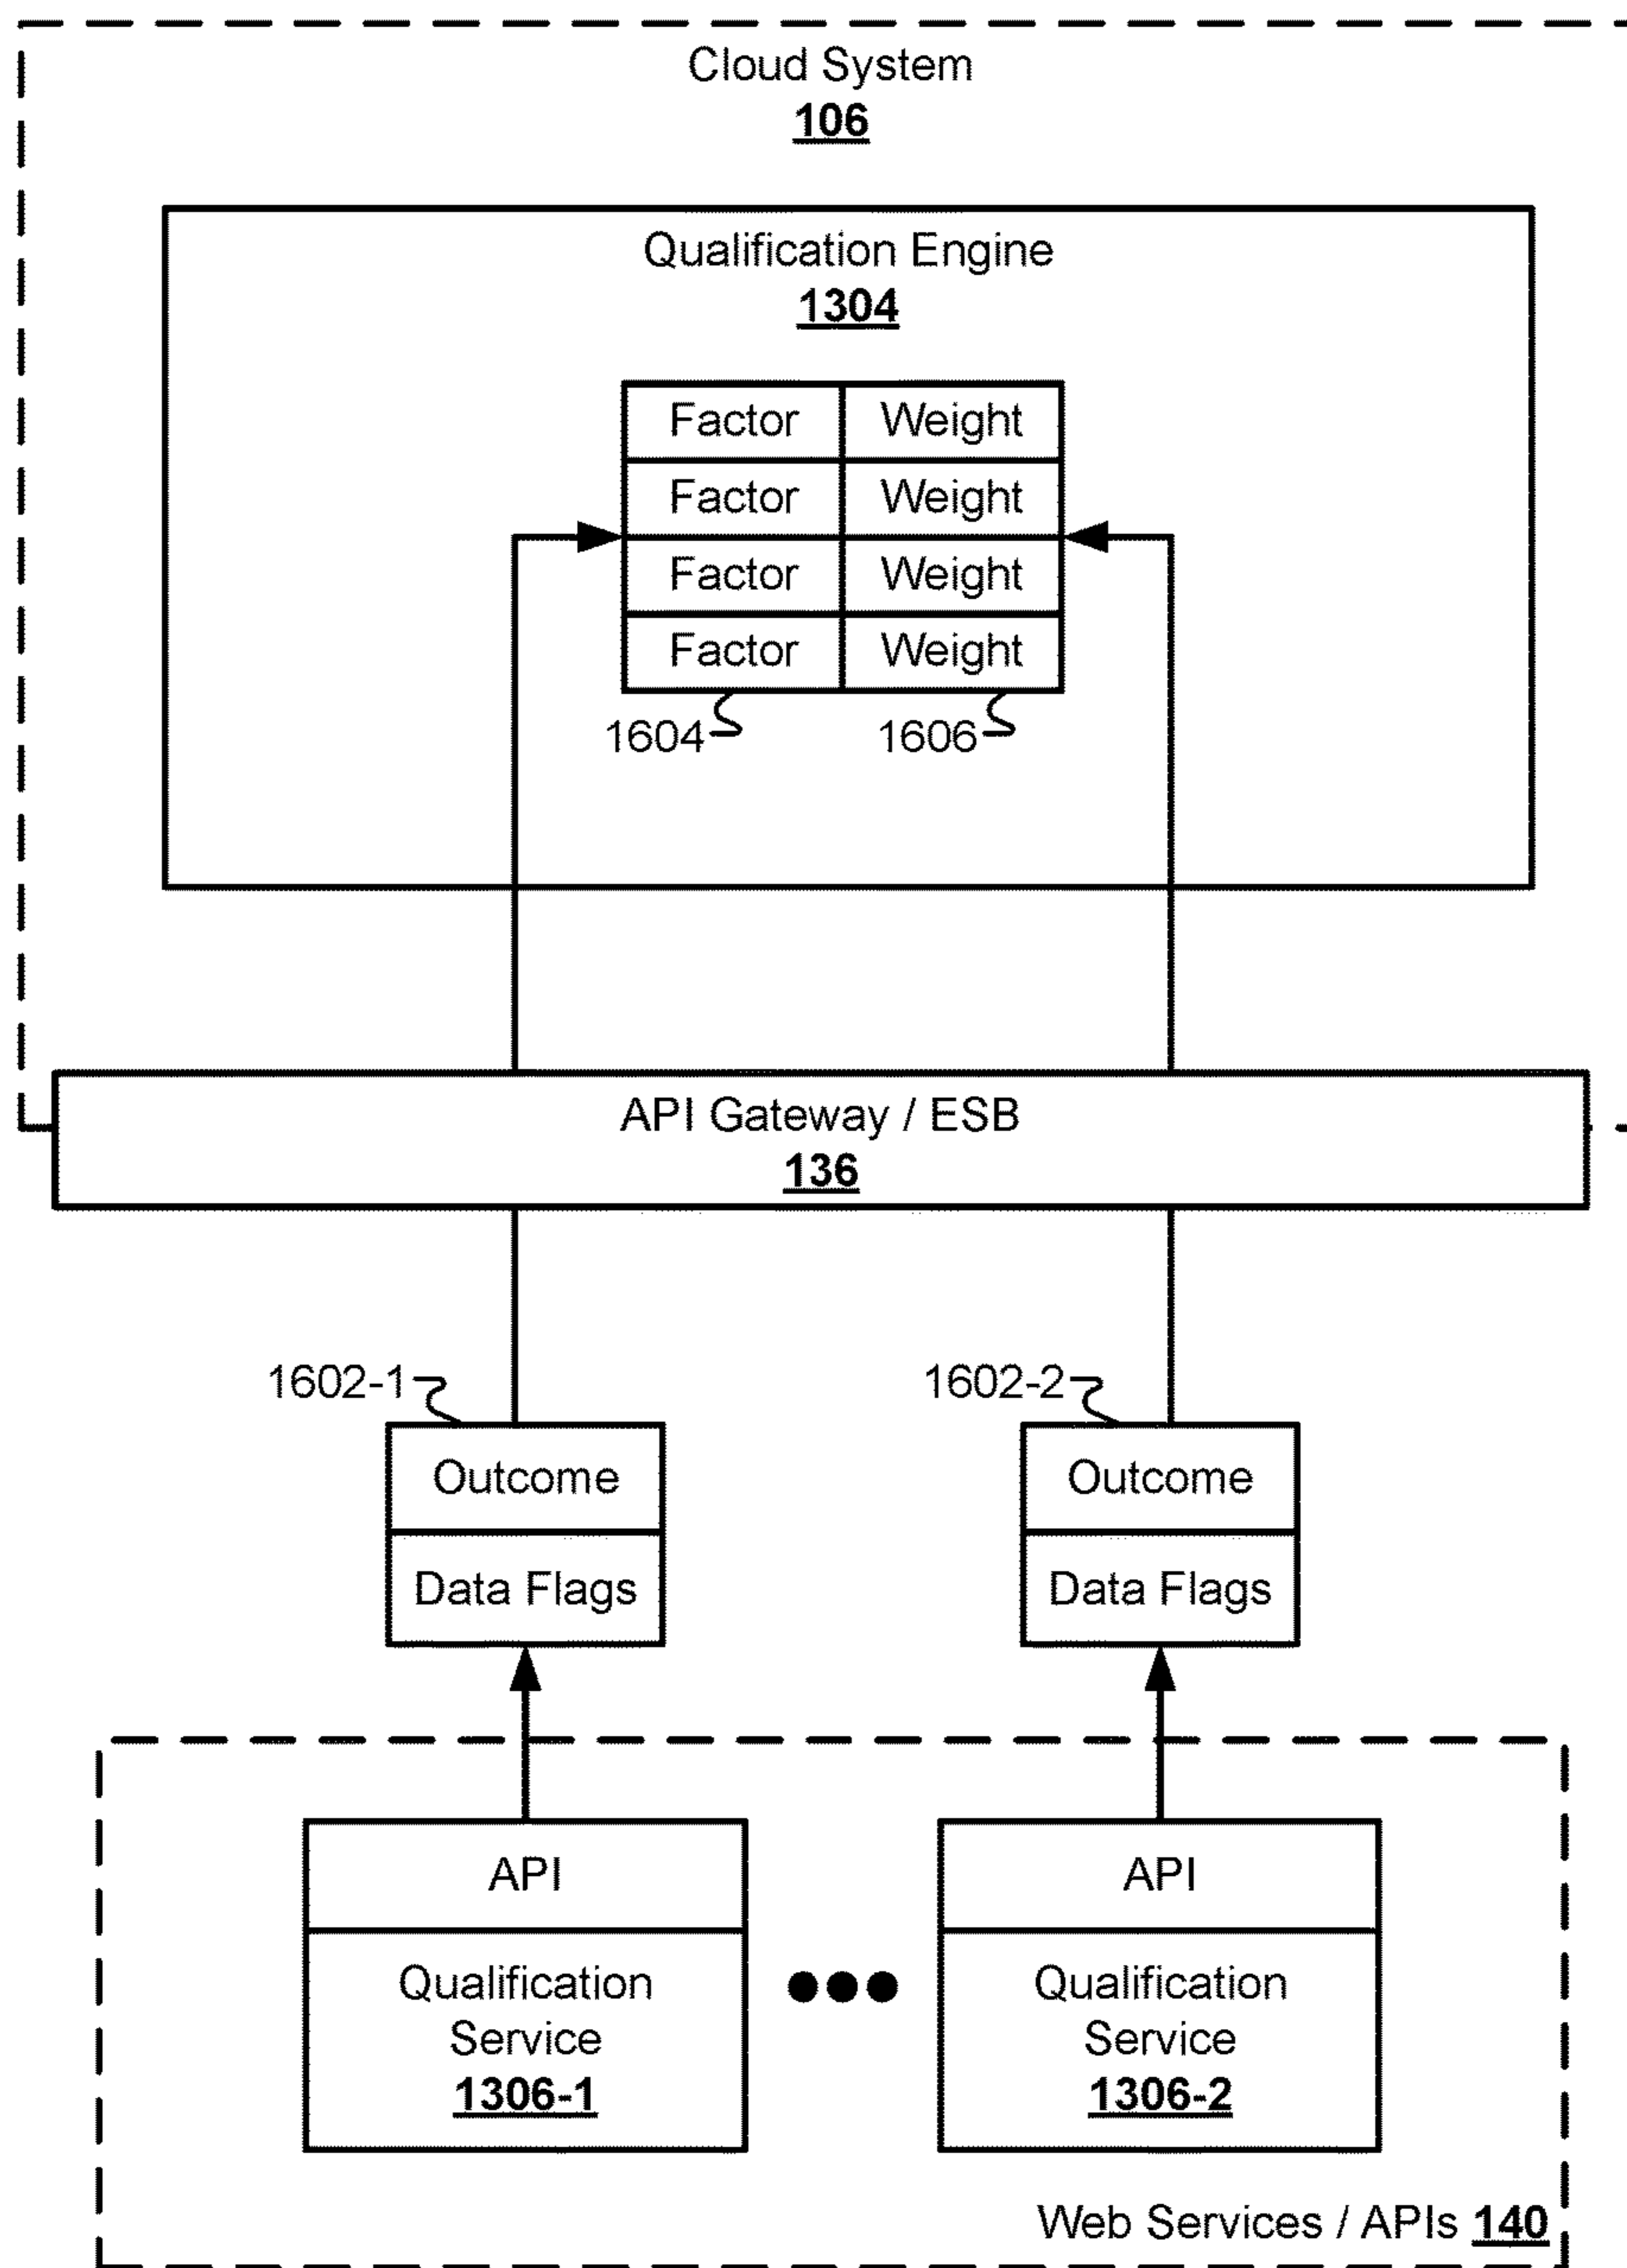 Cloud System
106
Qualification Engine
1304
Factor Weight
Factor Weight
Factor Weight
Factor Weight
1604 1606
API Gateway / ESB
136
1602-1 1602-2
Outcome Outcome
Data Flags Data Flags
API API
Qualification Qualification
Service Service
1306-1 1306-2
Web Services / APIs 140